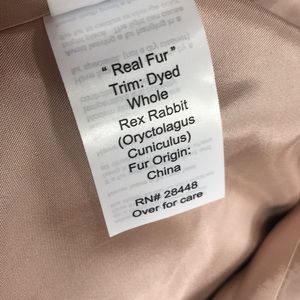 “ Real Fur ”
Trim: Dyed
Whole
Rex Rabbit
(Oryctolagus
Cuniculus)
Fur Origin:
China
RN# 28448
Over for care